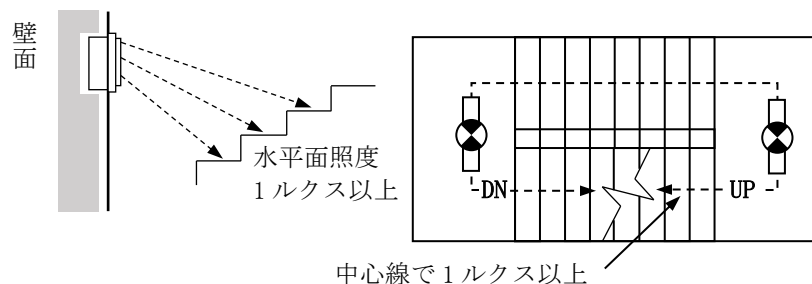 壁面
水平面照度
1ルクス以上
DN
UP
中心線で1ルクス以上